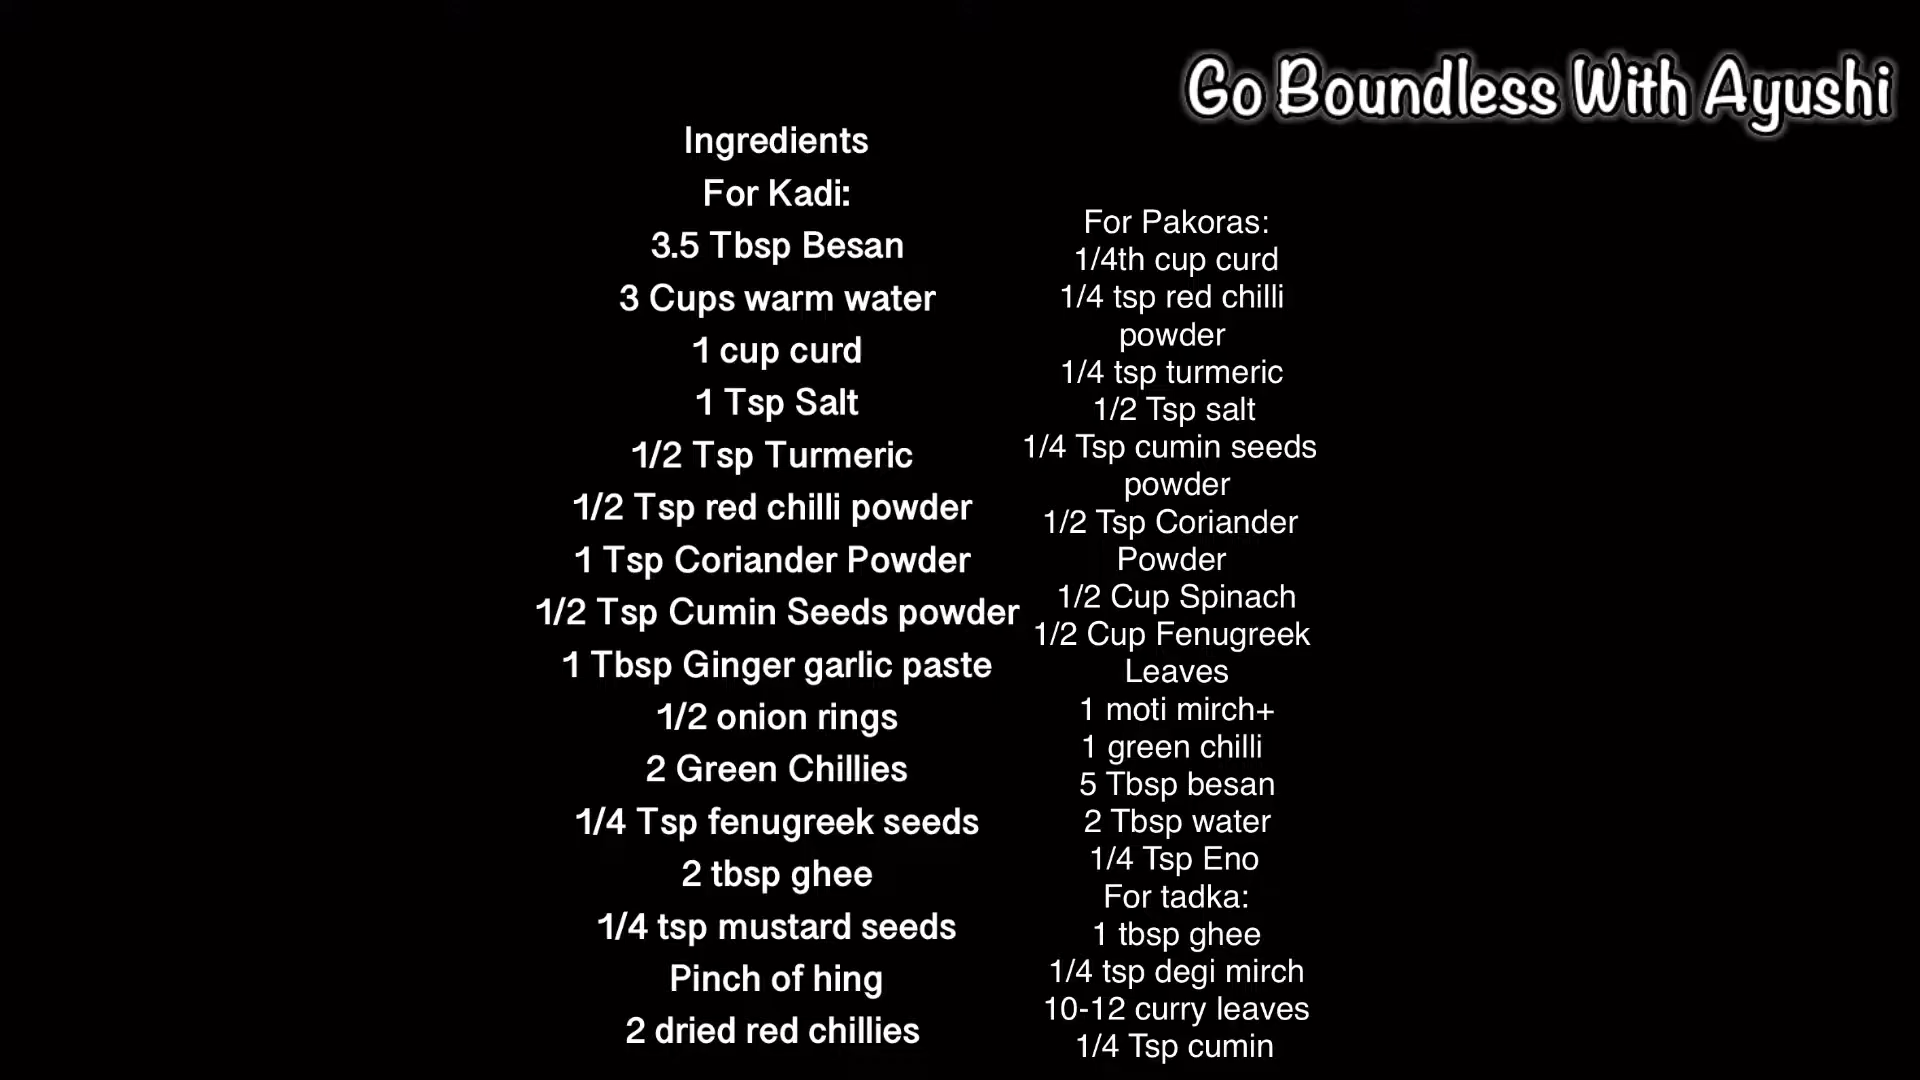 Go Boundless With Ayushi
Ingredients
For Kadi:
3.5 Tbsp Besan
3 Cups warm water
1 cup curd
1 Tsp Salt
1/2 Tsp Turmeric
1/2 Tsp red chilli powder
1 Tsp Coriander Powder
1/2 Tsp Cumin Seeds powder
1 Tbsp Ginger garlic paste
1/2 onion rings
2 Green Chillies
1/4 Tsp fenugreek seeds
2 tbsp ghee
1/4 tsp mustard seeds
Pinch of hing
2 dried red chillies
For Pakoras:
1/4th cup curd
1/4 tsp red chilli
powder
1/4 tsp turmeric
1/2 Tsp salt
1/4 Tsp cumin seeds
powder
1/2 Tsp Coriander
Powder
1/2 Cup Spinach
1/2 Cup Fenugreek
Leaves
1 moti mirch+
1 green chilli
5 Tbsp besan
2 Tbsp water
1/4 Tsp Eno
For tadka:
1 tbsp ghee
1/4 tsp degi mirch
10-12 curry leaves
1/4 Tsp cumin